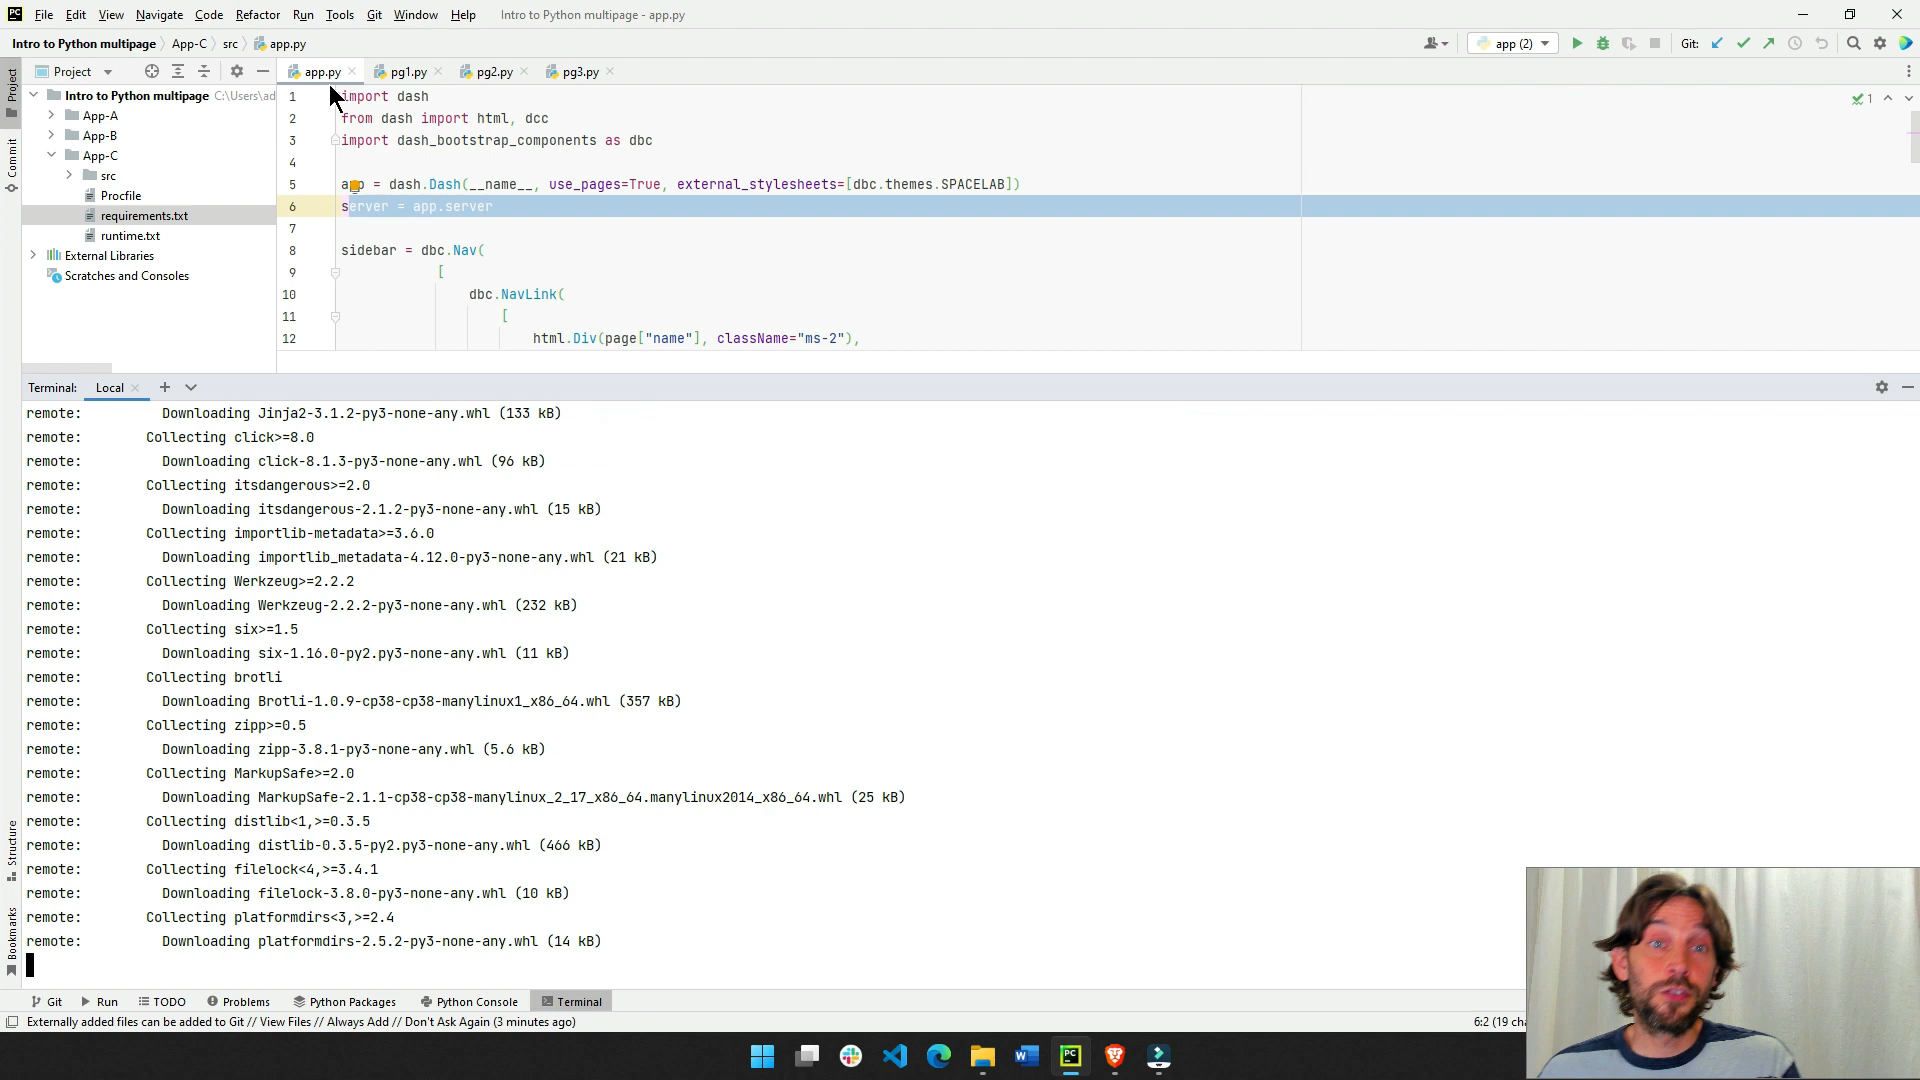 PC File Edit View Navigate Code Refactor Run Tools Git Window Help Intro to Python multipage - app.py
Intro to Python multipage App-C src app.py app (2) Git:
Project app.py pg1.py pg2.py pg3.py
Project
Commit
Structure
Bookmarks
Intro to Python multipage C:\Users\ad
App-A
App-B
App-C
src
Procfile
requirements.txt
runtime.txt
External Libraries
Scratches and Consoles
1 import dash
2 from dash import html, dcc
3 import dash_bootstrap_components as dbc
4
5 app = dash.Dash(__name__, use_pages=True, external_stylesheets=[dbc.themes.SPACELAB])
6 server = app.server
7
8 sidebar = dbc.Nav(
9 [
10 dbc.NavLink(
11 [
12 html.Div(page["name"], className="ms-2"),
1
Terminal: Local
remote: Downloading Jinja2-3.1.2-py3-none-any.whl (133 kB)
remote: Collecting click>=8.0
remote: Downloading click-8.1.3-py3-none-any.whl (96 kB)
remote: Collecting itsdangerous>=2.0
remote: Downloading itsdangerous-2.1.2-py3-none-any.whl (15 kB)
remote: Collecting importlib-metadata>=3.6.0
remote: Downloading importlib_metadata-4.12.0-py3-none-any.whl (21 kB)
remote: Collecting Werkzeug>=2.2.2
remote: Downloading Werkzeug-2.2.2-py3-none-any.whl (232 kB)
remote: Collecting six>=1.5
remote: Downloading six-1.16.0-py2.py3-none-any.whl (11 kB)
remote: Collecting brotli
remote: Downloading Brotli-1.0.9-cp38-cp38-manylinux1_x86_64.whl (357 kB)
remote: Collecting zipp>=0.5
remote: Downloading zipp-3.8.1-py3-none-any.whl (5.6 kB)
remote: Collecting MarkupSafe>=2.0
remote: Downloading MarkupSafe-2.1.1-cp38-cp38-manylinux_2_17_x86_64.manylinux2014_x86_64.whl (25 kB)
remote: Collecting distlib<1,>=0.3.5
remote: Downloading distlib-0.3.5-py2.py3-none-any.whl (466 kB)
remote: Collecting filelock<4,>=3.4.1
remote: Downloading filelock-3.8.0-py3-none-any.whl (10 kB)
remote: Collecting platformdirs<3,>=2.4
remote: Downloading platformdirs-2.5.2-py3-none-any.whl (14 kB)
Git Run TODO Problems Python Packages Python Console Terminal
Externally added files can be added to Git // View Files // Always Add // Don't Ask Again (3 minutes ago) 6:2 (19 cha
PC